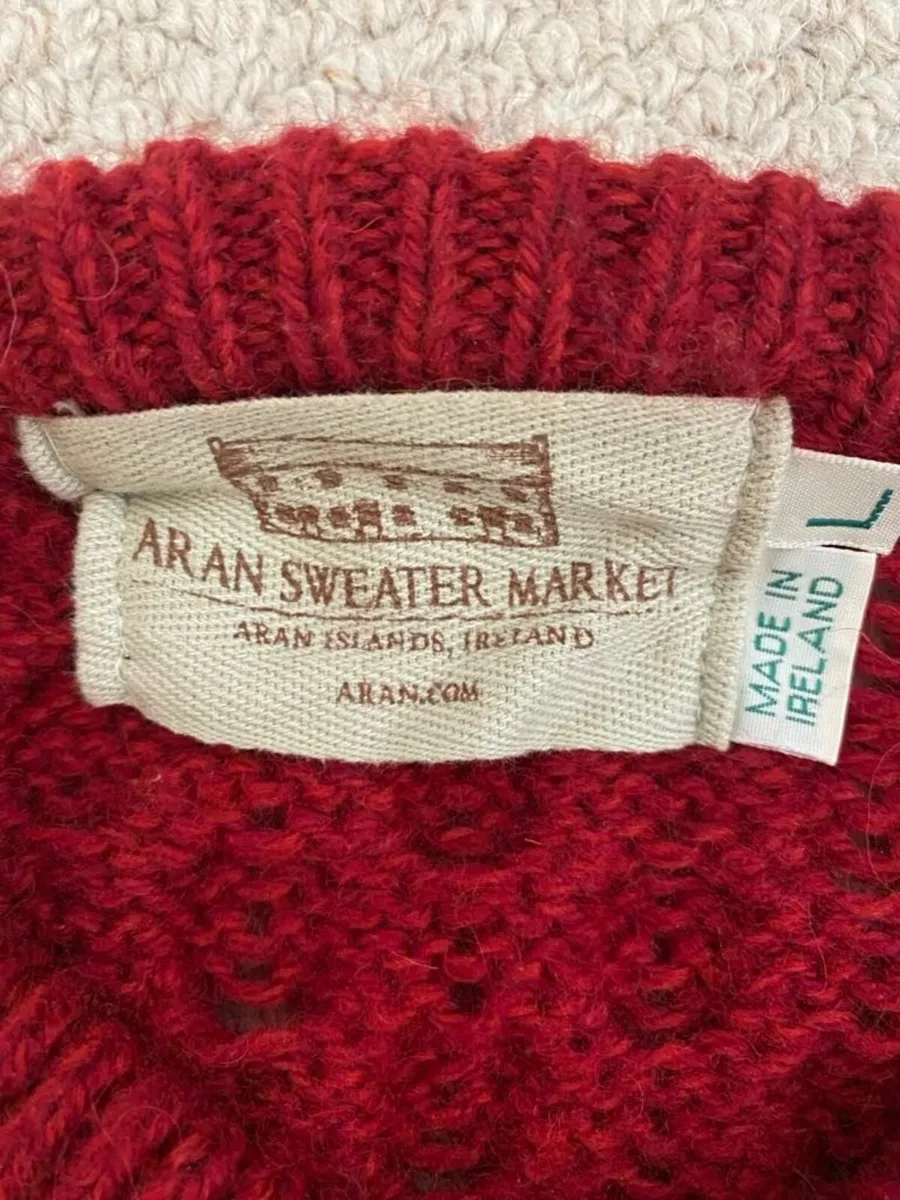 ARAN SWEATER MARKET
ARAN ISLANDS, IRELAND
ARAN.COM
L
MADE IN
IRELAND